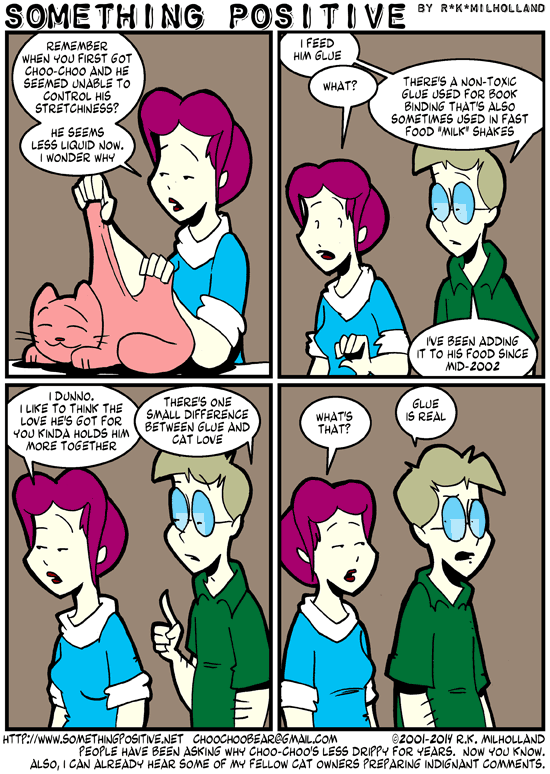 SOMETHING POSITIVE BY R*K*MILHOLLAND
REMEMBER
WHEN YOU FIRST GOT
CHOO-CHOO AND HE
SEEMED UNABLE TO
CONTROL HIS
STRETCHINESS?
HE SEEMS
LESS LIQUID NOW.
I WONDER WHY
I FEED
HIM GLUE
WHAT?
THERE'S A NON-TOXIC
GLUE USED FOR BOOK
BINDING THAT'S ALSO
SOMETIMES USED IN FAST
FOOD "MILK" SHAKES
I'VE BEEN ADDING
IT TO HIS FOOD SINCE
MID-2002
I DUNNO.
I LIKE TO THINK THE
LOVE HE'S GOT FOR
YOU KINDA HOLDS HIM
MORE TOGETHER
THERE'S ONE
SMALL DIFFERENCE
BETWEEN GLUE AND
CAT LOVE
WHAT'S
THAT?
GLUE
IS REAL
HTTP://WWW.SOMETHINGPOSITIVE.NET CHOOCHOOBEAR@GMAIL.COM ©2001-2014 R.K. MILHOLLAND
PEOPLE HAVE BEEN ASKING WHY CHOO-CHOO'S LESS DRIPPY FOR YEARS. NOW YOU KNOW.
ALSO, I CAN ALREADY HEAR SOME OF MY FELLOW CAT OWNERS PREPARING INDIGNANT COMMENTS.